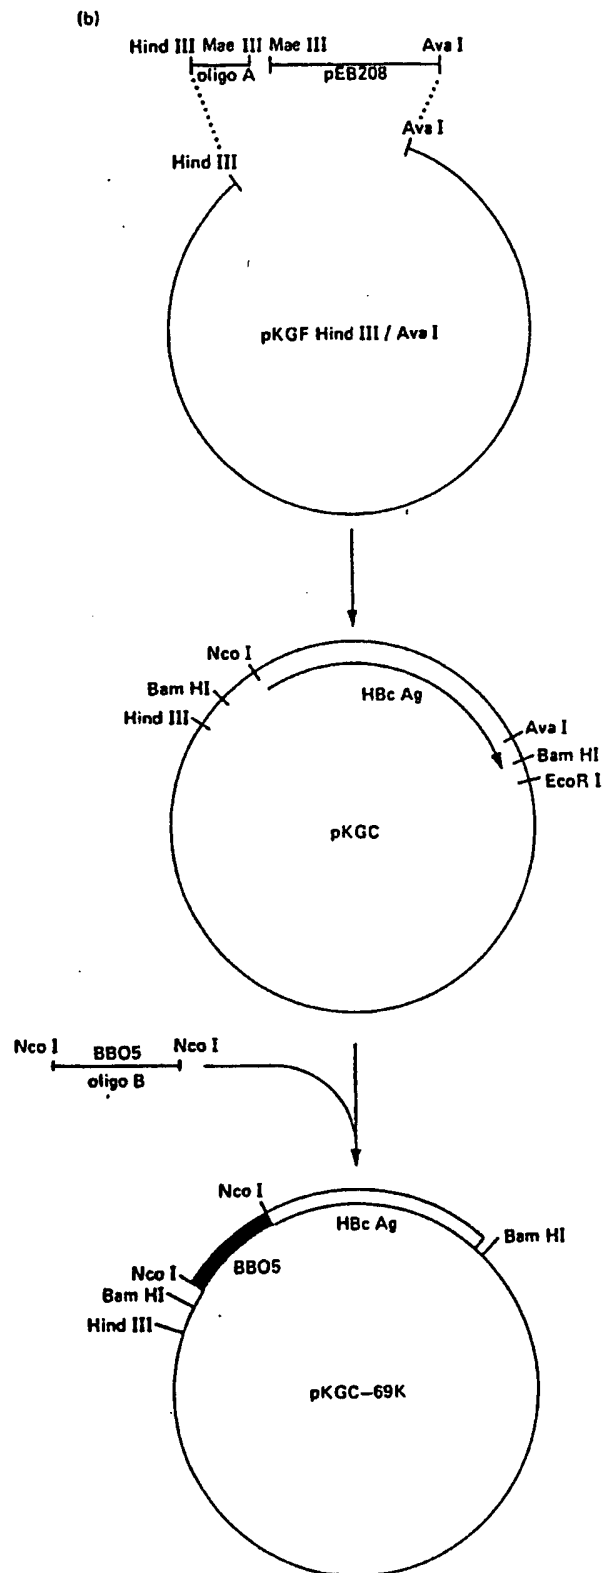 (b)
Hind III Mae III Mae III Ava I
oligo A pEB208
Ava I
Hind III
pKGF Hind III / Ava I
Nco I
Bam HI
HBc Ag
Hind III
Ava I
Bam HI
EcoR I
pKGC
Nco I BB05 Nco I
oligo B
Nco I
HBc Ag
Bam HI
BB05
Nco I
Bam HI
Hind III
pKGC-69K